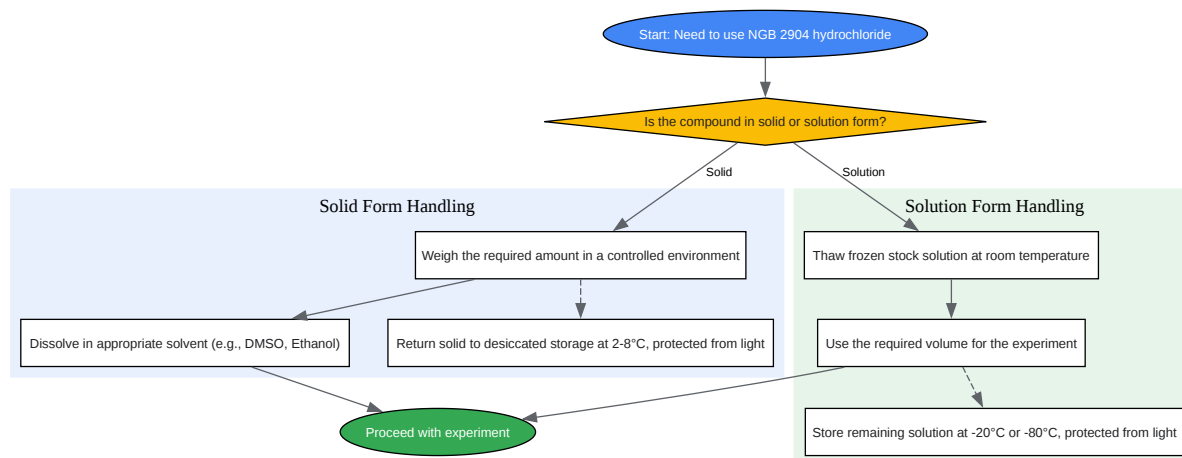 Start: Need to use NGB 2904 hydrochloride
Is the compound in solid or solution form?
Solid
Solution
Solid Form Handling
Solution Form Handling
Weigh the required amount in a controlled environment
Thaw frozen stock solution at room temperature
Dissolve in appropriate solvent (e.g., DMSO, Ethanol)
Return solid to desiccated storage at 2-8°C, protected from light
Use the required volume for the experiment
Proceed with experiment
Store remaining solution at -20°C or -80°C, protected from light